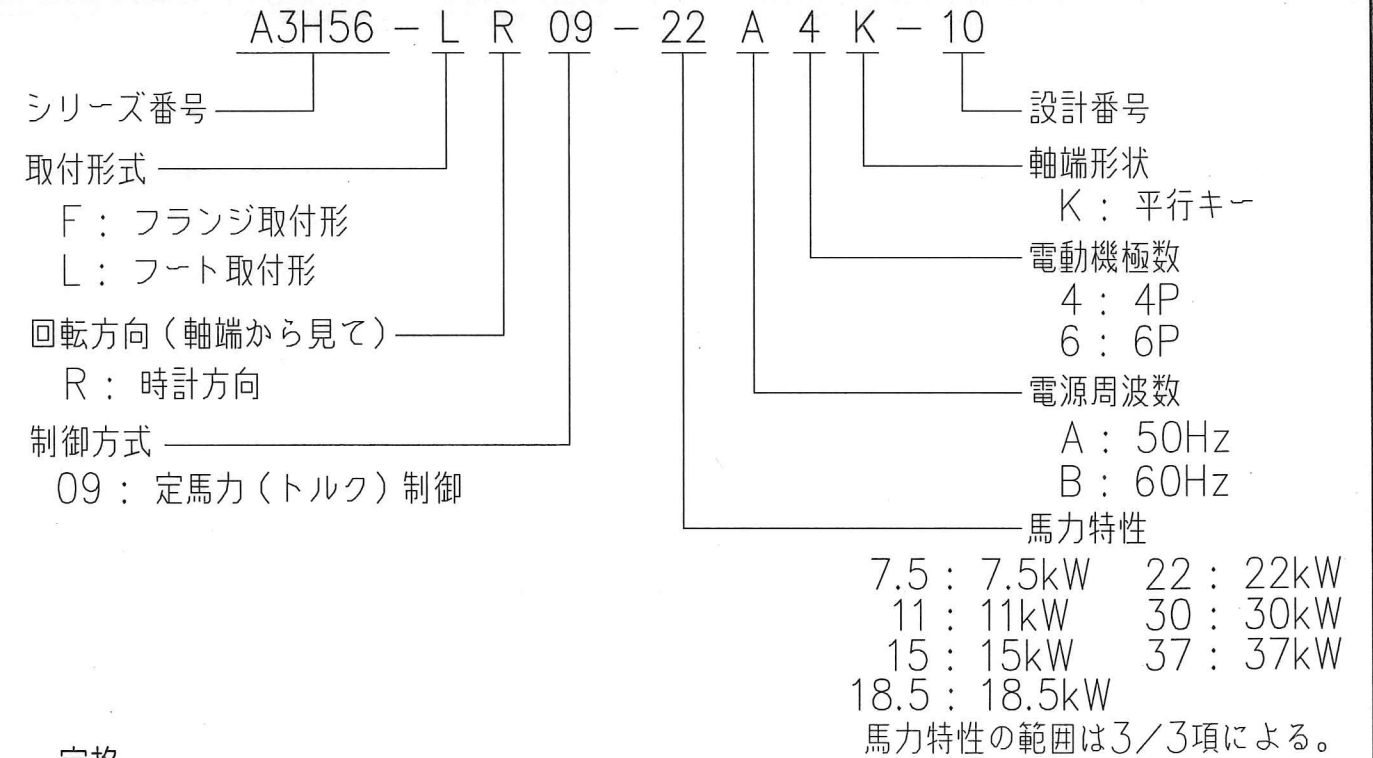 A3H56 - L R 09 - 22 A 4 K - 10
シリーズ番号
取付形式
F : フランジ取付形
L : フート取付形
回転方向(軸端から見て)
R : 時計方向
制御方式
09 : 定馬力(トルク)制御
設計番号
軸端形状
K : 平行キー
電動機極数
4 : 4P
6 : 6P
電源周波数
A : 50Hz
B : 60Hz
馬力特性
7.5 : 7.5kW 22 : 22kW
11 : 11kW 30 : 30kW
15 : 15kW 37 : 37kW
18.5 : 18.5kW
馬力特性の範囲は3/3項による。